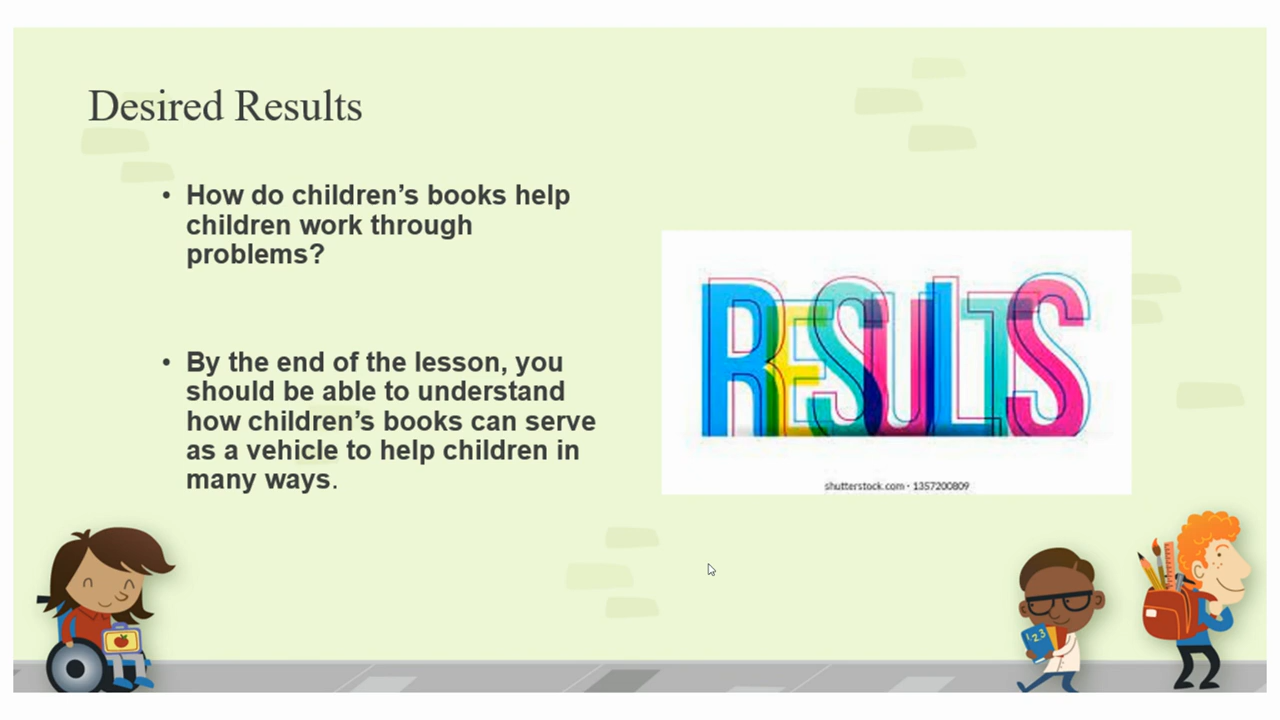 Desired Results
• How do children’s books help
children work through
problems?
• By the end of the lesson, you
should be able to understand
how children’s books can serve
as a vehicle to help children in
many ways.
RESULTS
shutterstock.com • 1357200809
123